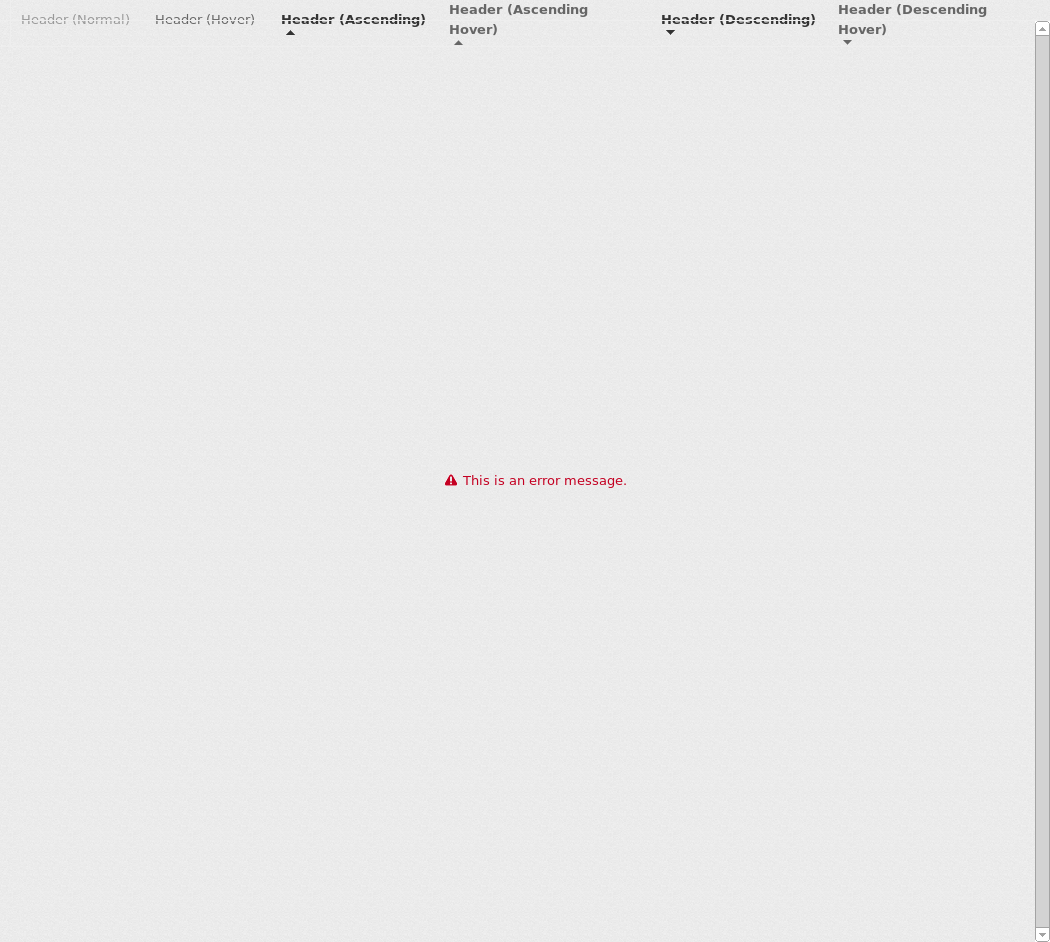 Header (Normal)
Header (Hover)
Header (Ascending)
Header (Ascending
Hover)
Header (Descending)
Header (Descending
Hover)
This is an error message.